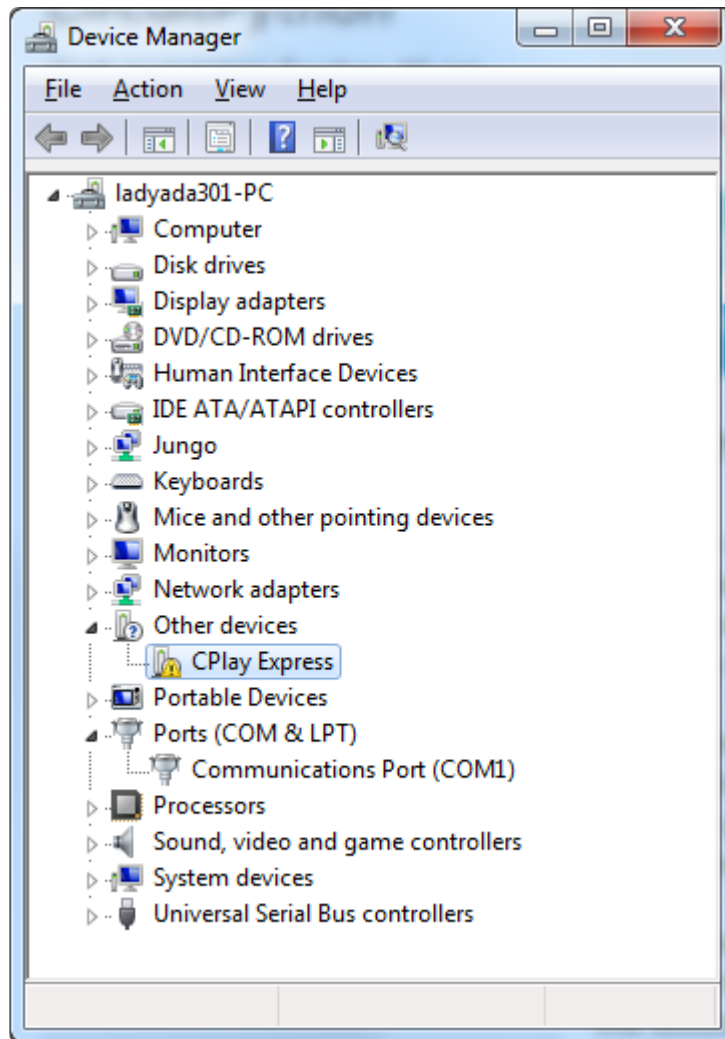 Device Manager
File Action View Help
ladyada301-PC
Computer
Disk drives
Display adapters
DVD/CD-ROM drives
Human Interface Devices
IDE ATA/ATAPI controllers
Jungo
Keyboards
Mice and other pointing devices
Monitors
Network adapters
Other devices
CPlay Express
Portable Devices
Ports (COM & LPT)
Communications Port (COM1)
Processors
Sound, video and game controllers
System devices
Universal Serial Bus controllers